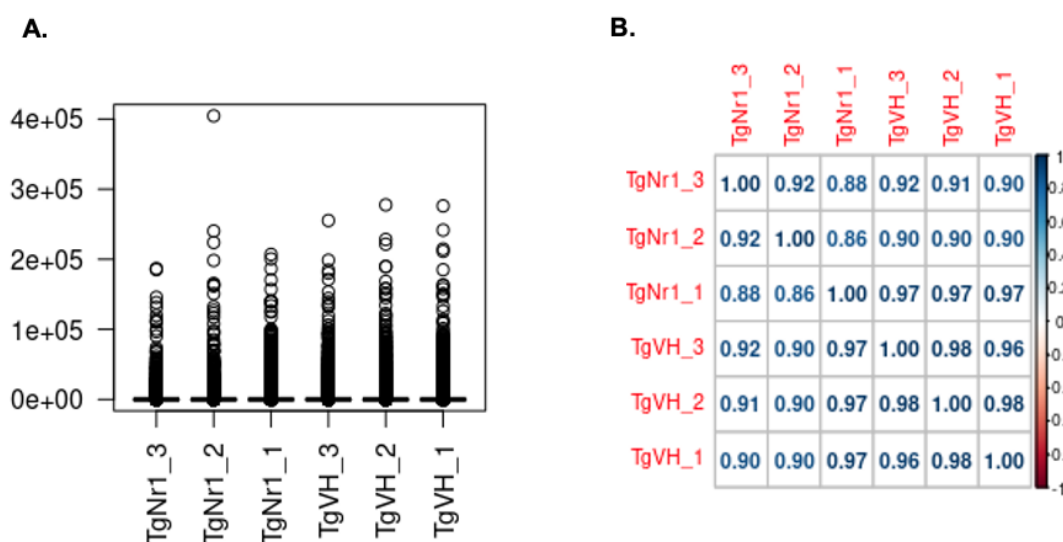 A.
4e+05
3e+05
2e+05
1e+05
0e+00
TgNr1_3 TgNr1_2 TgNr1_1 TgVH_3 TgVH_2 TgVH_1
B.
TgNr1_3 TgNr1_2 TgNr1_1 TgVH_3 TgVH_2 TgVH_1
TgNr1_3 1.00 0.92 0.88 0.92 0.91 0.90
TgNr1_2 0.92 1.00 0.86 0.90 0.90 0.90
TgNr1_1 0.88 0.86 1.00 0.97 0.97 0.97
TgVH_3 0.92 0.90 0.97 1.00 0.98 0.96
TgVH_2 0.91 0.90 0.97 0.98 1.00 0.98
TgVH_1 0.90 0.90 0.97 0.96 0.98 1.00